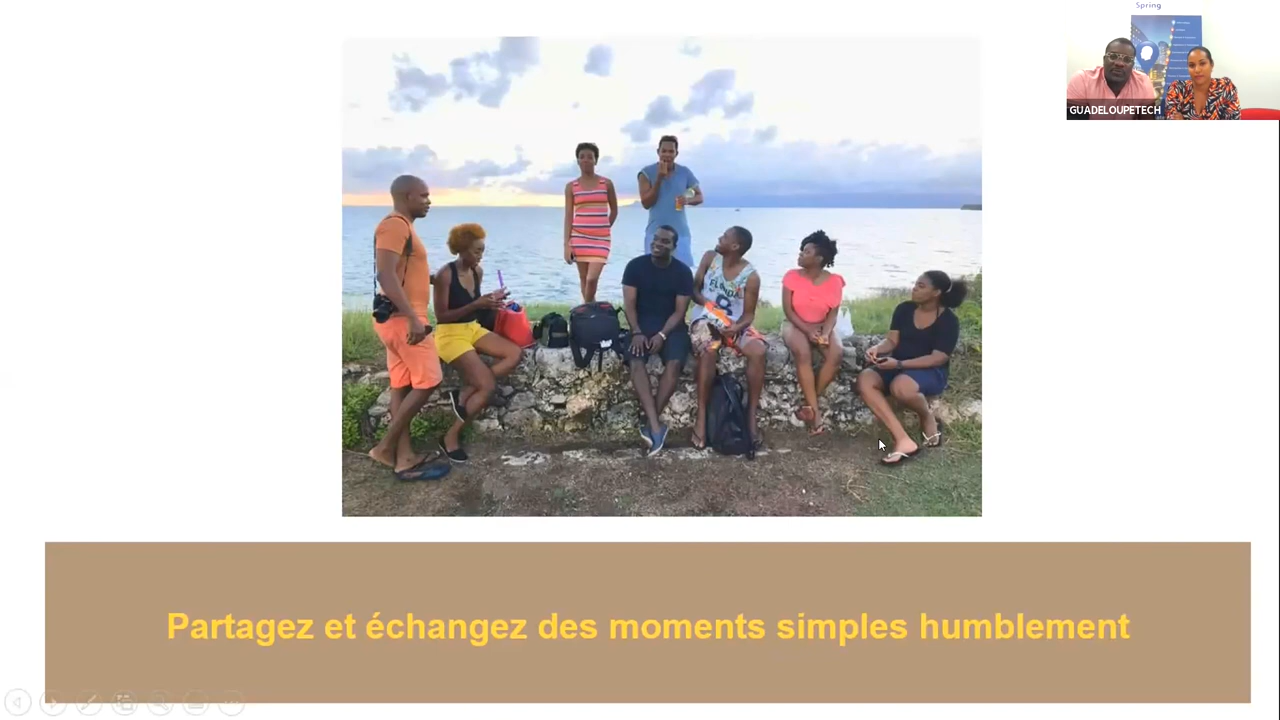 Spring
GUADELOUPETECH
Partagez et échangez des moments simples humblement